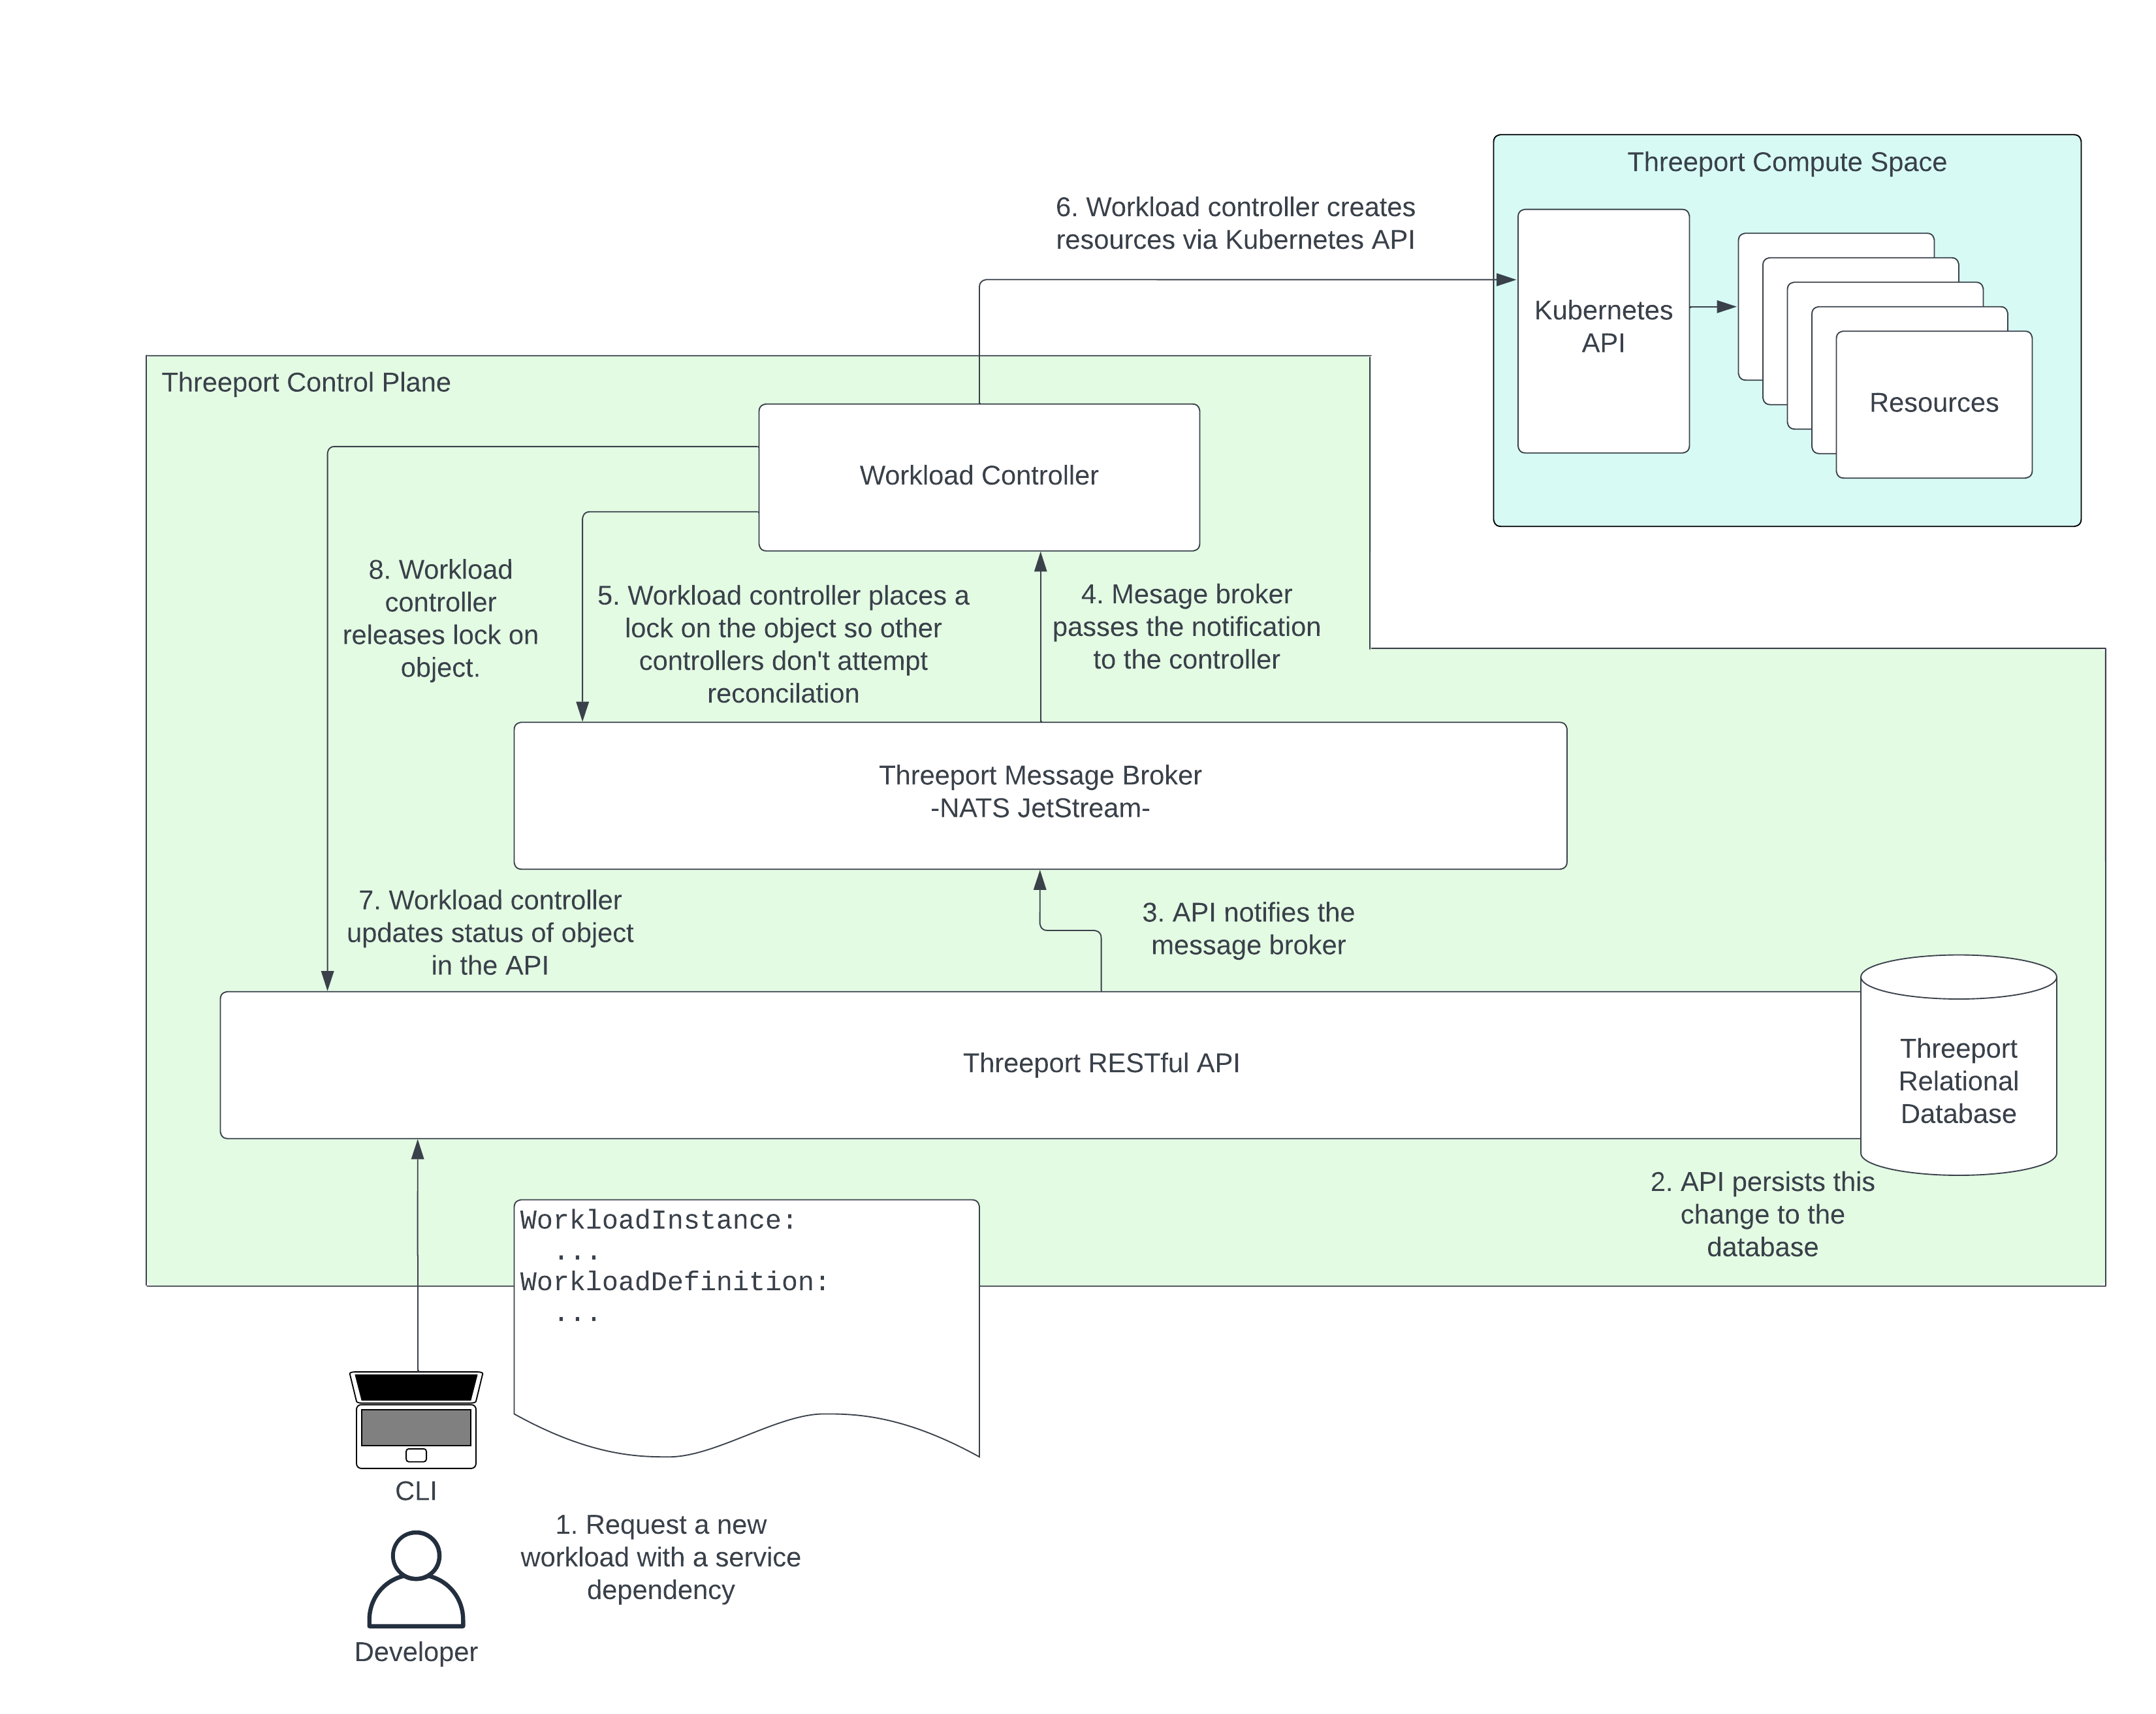 Threeport Compute Space
6. Workload controller creates
resources via Kubernetes API
Kubernetes
API
Resources
Threeport Control Plane
Workload Controller
8. Workload
controller
releases lock on
object.
5. Workload controller places a
lock on the object so other
controllers don't attempt
reconcilation
4. Mesage broker
passes the notification
to the controller
Threeport Message Broker
-NATS JetStream-
7. Workload controller
updates status of object
in the API
3. API notifies the
message broker
Threeport RESTful API
Threeport
Relational
Database
2. API persists this
change to the
database
WorkloadInstance:
...
WorkloadDefinition:
...
CLI
1. Request a new
workload with a service
dependency
Developer